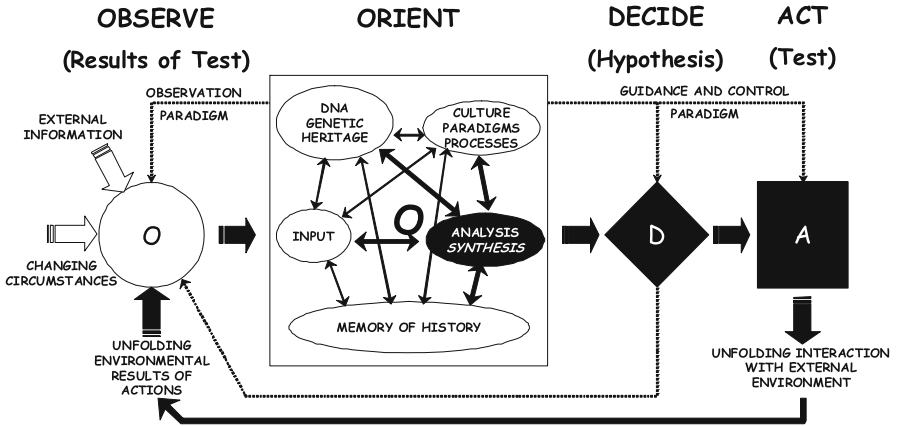 OBSERVE
(Results of Test)
ORIENT
DECIDE
(Hypothesis)
ACT
(Test)
OBSERVATION
PARADIGM
GUIDANCE AND CONTROL
PARADIGM
EXTERNAL
INFORMATION
CHANGING
CIRCUMSTANCES
O
UNFOLDING
ENVIRONMENTAL
RESULTS OF
ACTIONS
DNA
GENETIC
HERITAGE
CULTURE
PARADIGMS
PROCESSES
INPUT
O
ANALYSIS
SYNTHESIS
MEMORY OF HISTORY
D
A
UNFOLDING INTERACTION
WITH EXTERNAL
ENVIRONMENT